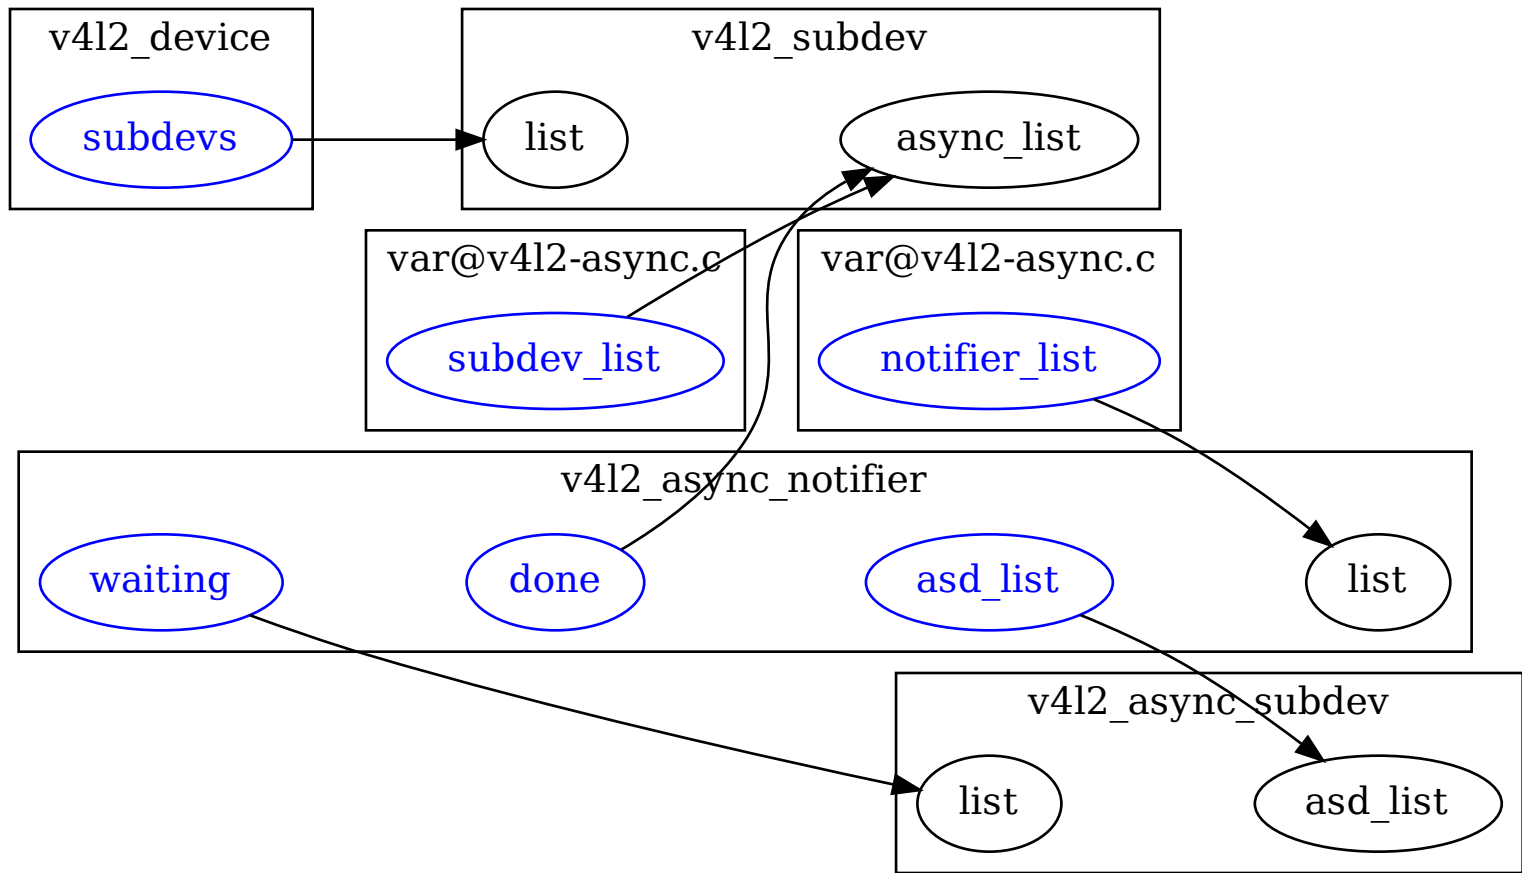 v4l2_device
subdevs
v4l2_subdev
list
async_list
var@v4l2-async.c
subdev_list
var@v4l2-async.c
notifier_list
v4l2_async_notifier
waiting
done
asd_list
list
v4l2_async_subdev
list
asd_list